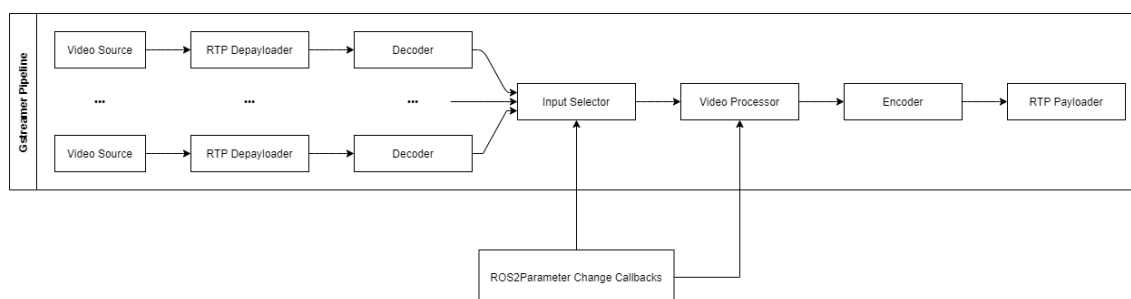 Gstreamer Pipeline
Video Source
RTP Depayloader
Decoder
...
...
...
Input Selector
Video Processor
Encoder
RTP Payloader
Video Source
RTP Depayloader
Decoder
ROS2Parameter Change Callbacks